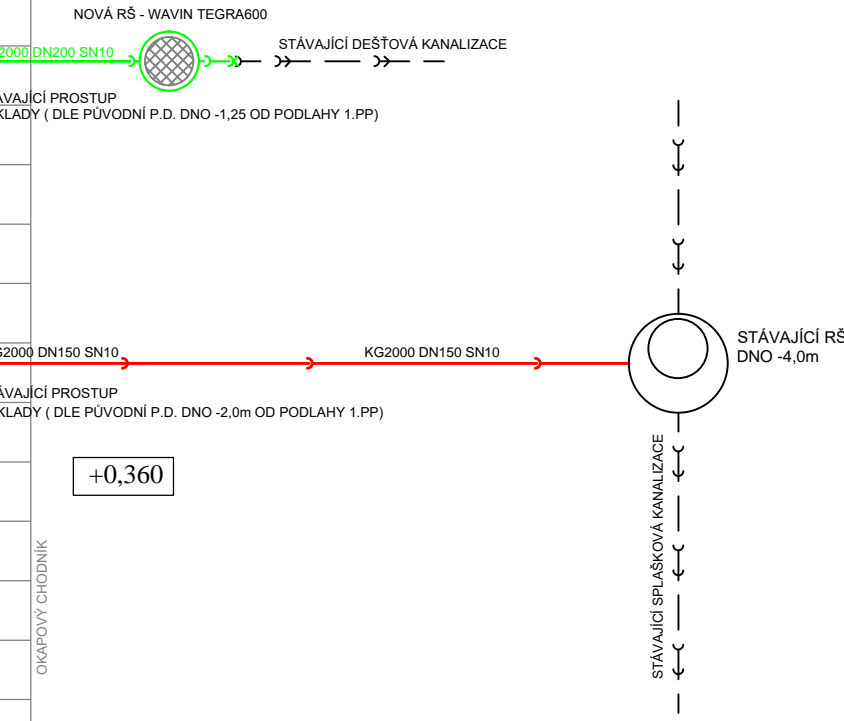 NOVÁ RŠ - WAVIN TEGRA600
STÁVAJÍCÍ DEŠŤOVÁ KANALIZACE
2000 DN200 SN10
ÁVAJÍCÍ PROSTUP
KLADY ( DLE PŮVODNÍ P.D. DNO -1,25 OD PODLAHY 1.PP)
STÁVAJÍCÍ RŠ
DNO -4,0m
G2000 DN150 SN10
KG2000 DN150 SN10
ÁVAJÍCÍ PROSTUP
KLADY ( DLE PŮVODNÍ P.D. DNO -2,0m OD PODLAHY 1.PP)
+0,360
OKAPOVÝ CHODNÍK
STÁVAJÍCÍ SPLAŠKOVÁ KANALIZACE